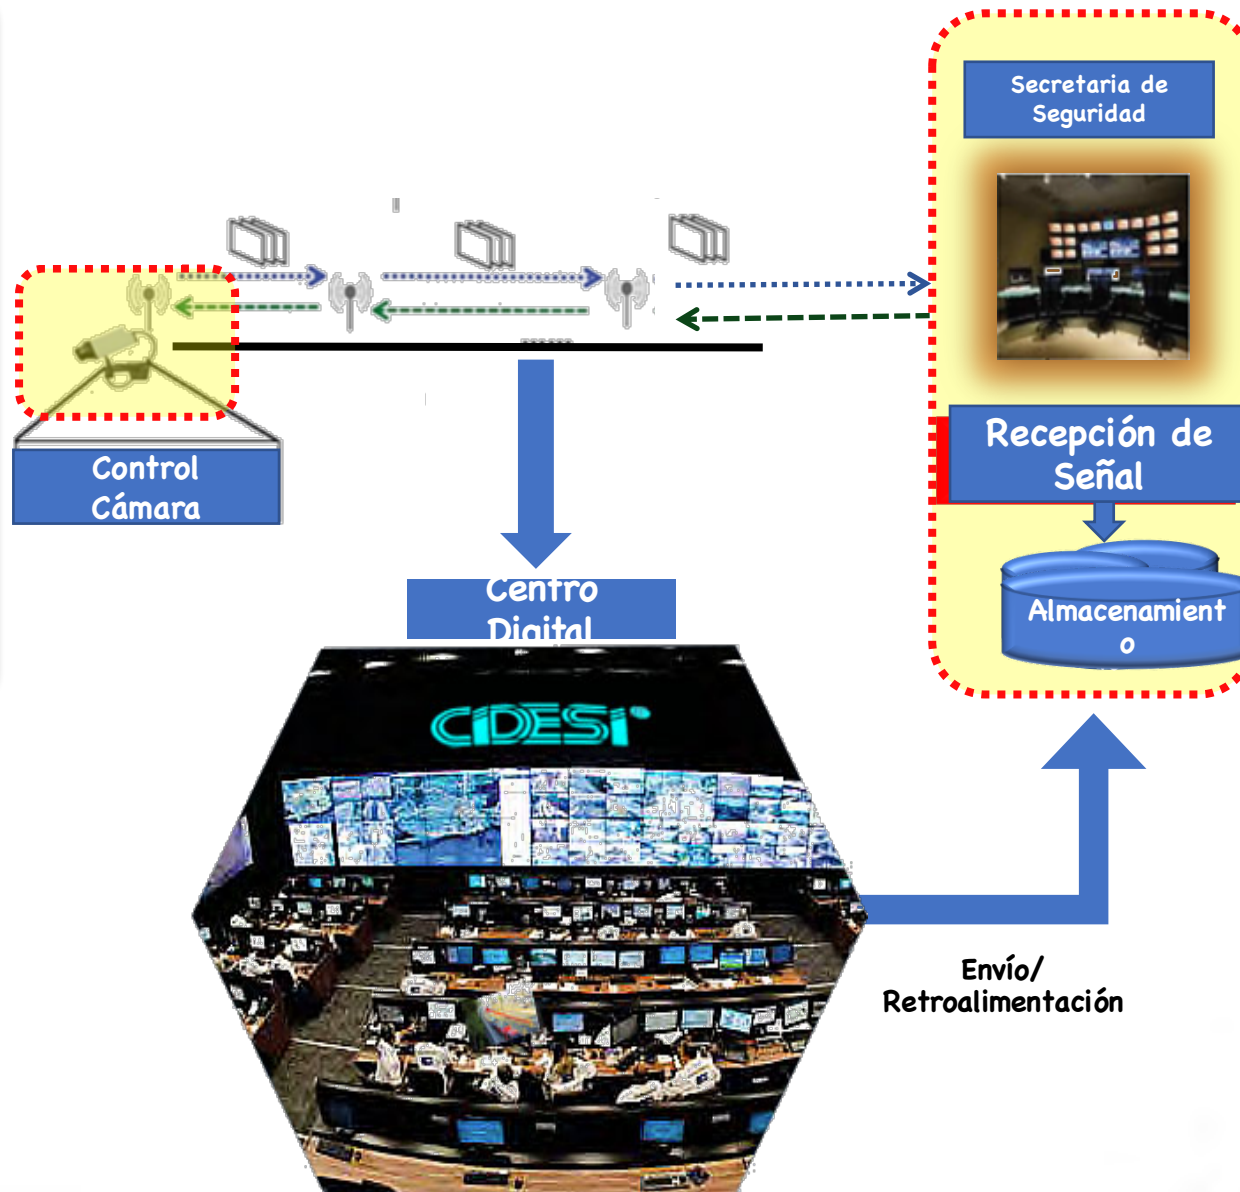 Secretaria de
Seguridad
Recepción de
Señal
Almacenamient
o
Control
Cámara
Centro
Digital
CIDESI
Envío/
Retroalimentación